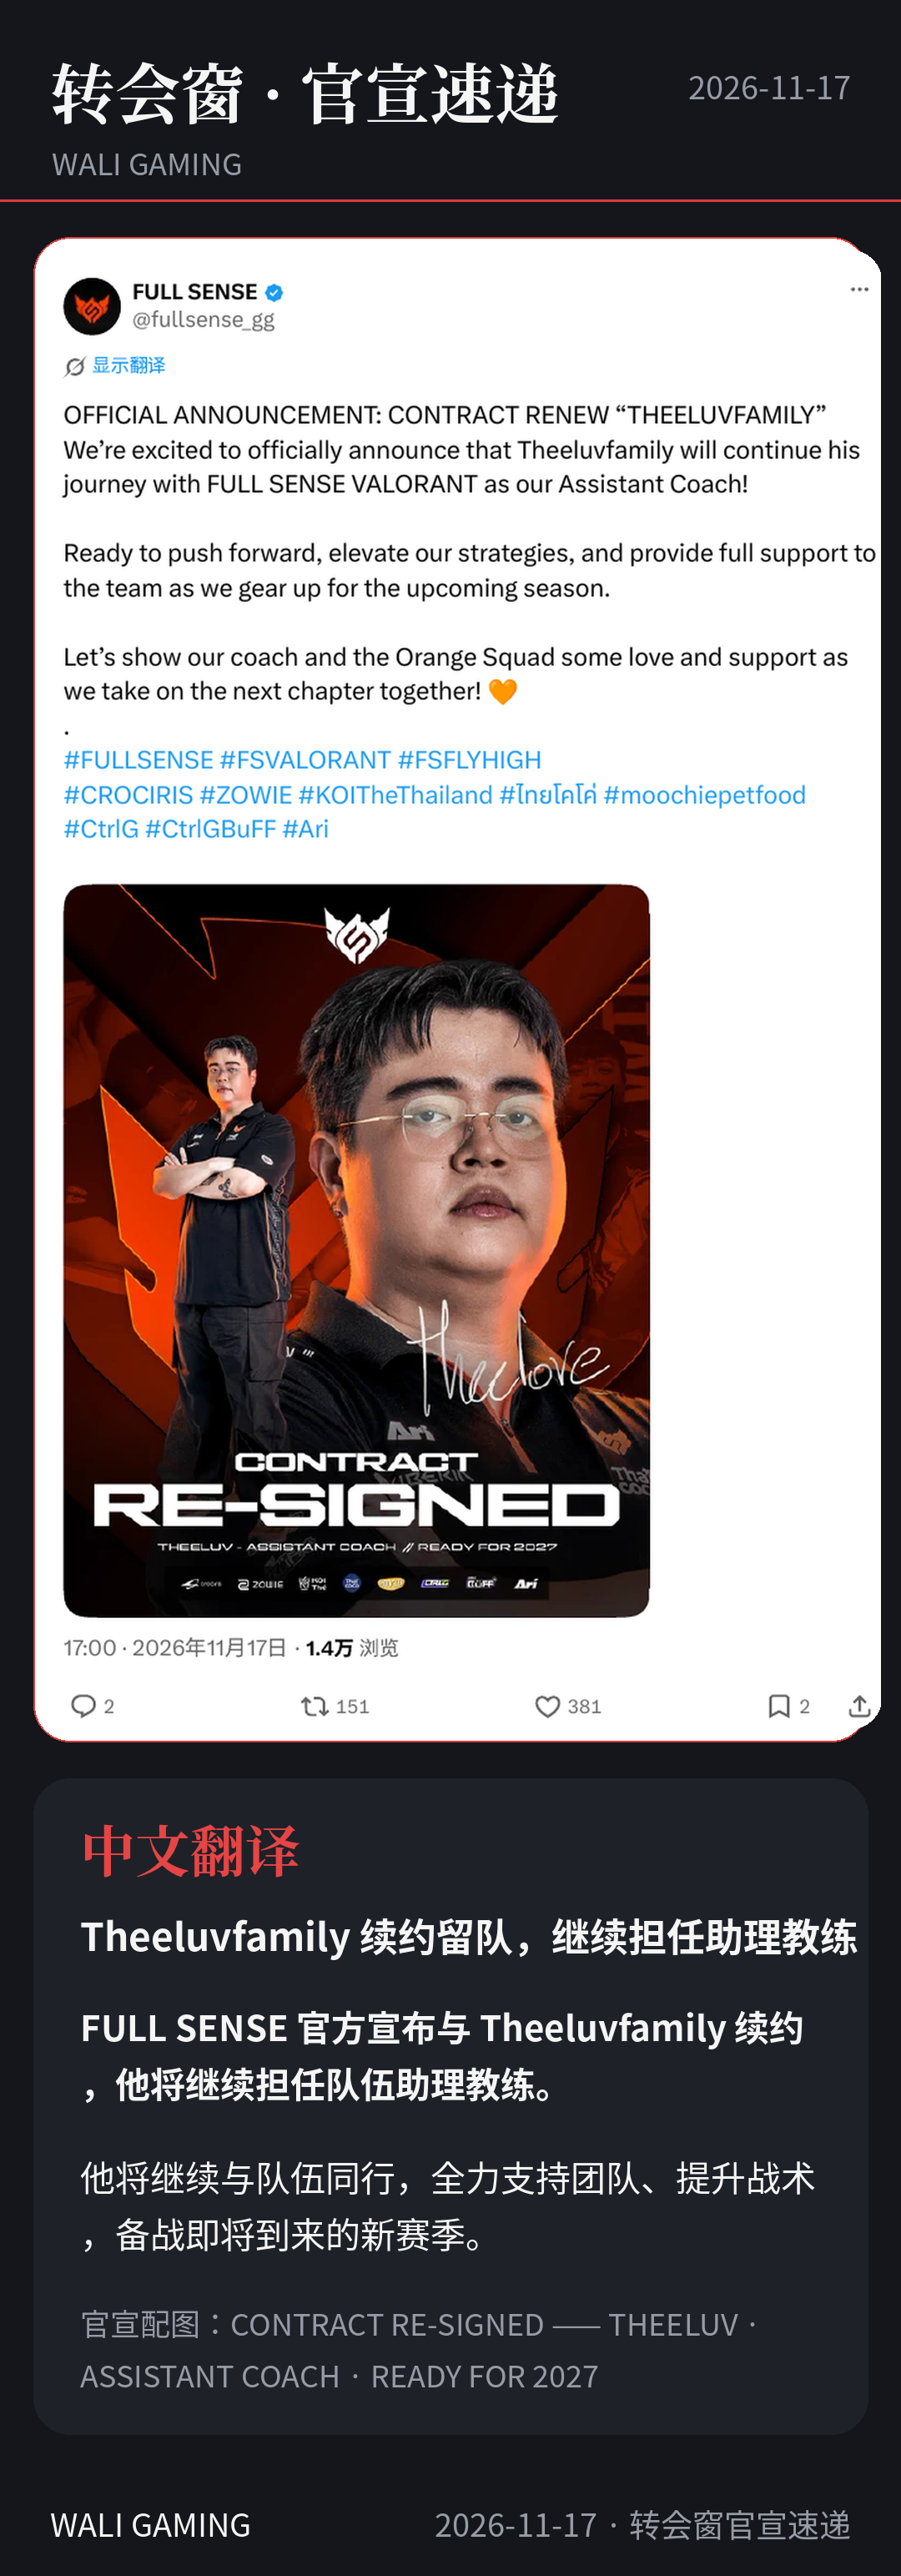 转会窗 · 官宣速递
2026-11-17
WALI GAMING
FULL SENSE
@fullsense_gg
显示翻译
OFFICIAL ANNOUNCEMENT: CONTRACT RENEW “THEELUVFAMILY”
We’re excited to officially announce that Theeluvfamily will continue his
journey with FULL SENSE VALORANT as our Assistant Coach!
Ready to push forward, elevate our strategies, and provide full support to
the team as we gear up for the upcoming season.
Let’s show our coach and the Orange Squad some love and support as
we take on the next chapter together! 🧡
.
#FULLSENSE #FSVALORANT #FSFLYHIGH
#CROCIRIS #ZOWIE #KOITheThailand #ไทยโคโค่ #moochiepetfood
#CtrlG #CtrlGBuFF #Ari
theelove
Ari
CONTRACT
RE-SIGNED
THEELUV - ASSISTANT COACH // READY FOR 2027
ZOWIE
KOI
Ari
17:00 · 2026年11月17日 · 1.4万 浏览
2
151
381
2
中文翻译
Theeluvfamily 续约留队，继续担任助理教练
FULL SENSE 官方宣布与 Theeluvfamily 续约
，他将继续担任队伍助理教练。
他将继续与队伍同行，全力支持团队、提升战术
，备战即将到来的新赛季。
官宣配图：CONTRACT RE-SIGNED —— THEELUV ·
ASSISTANT COACH · READY FOR 2027
WALI GAMING
2026-11-17 · 转会窗官宣速递